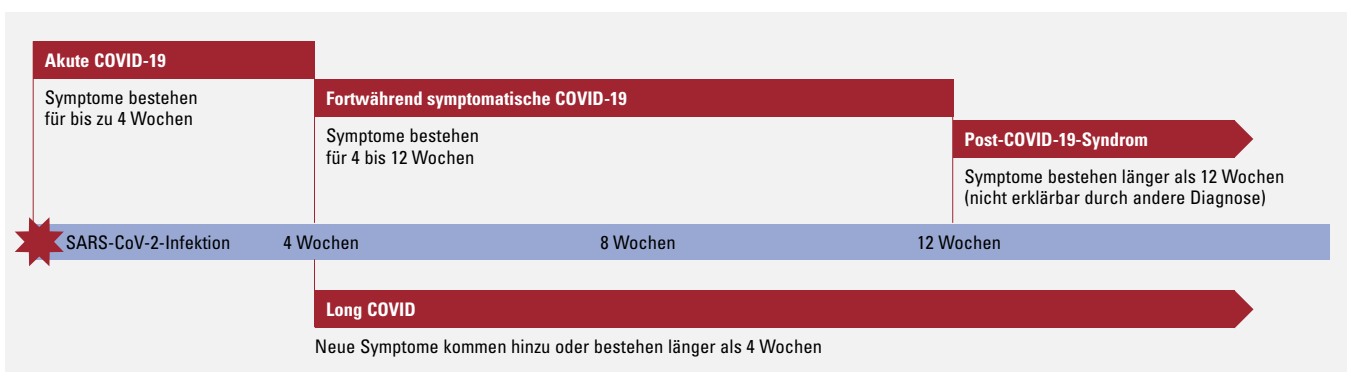 Akute COVID-19
Symptome bestehen
für bis zu 4 Wochen
Fortwährend symptomatische COVID-19
Symptome bestehen
für 4 bis 12 Wochen
Post-COVID-19-Syndrom
Symptome bestehen länger als 12 Wochen
(nicht erklärbar durch andere Diagnose)
SARS-CoV-2-Infektion 4 Wochen 8 Wochen 12 Wochen
Long COVID
Neue Symptome kommen hinzu oder bestehen länger als 4 Wochen